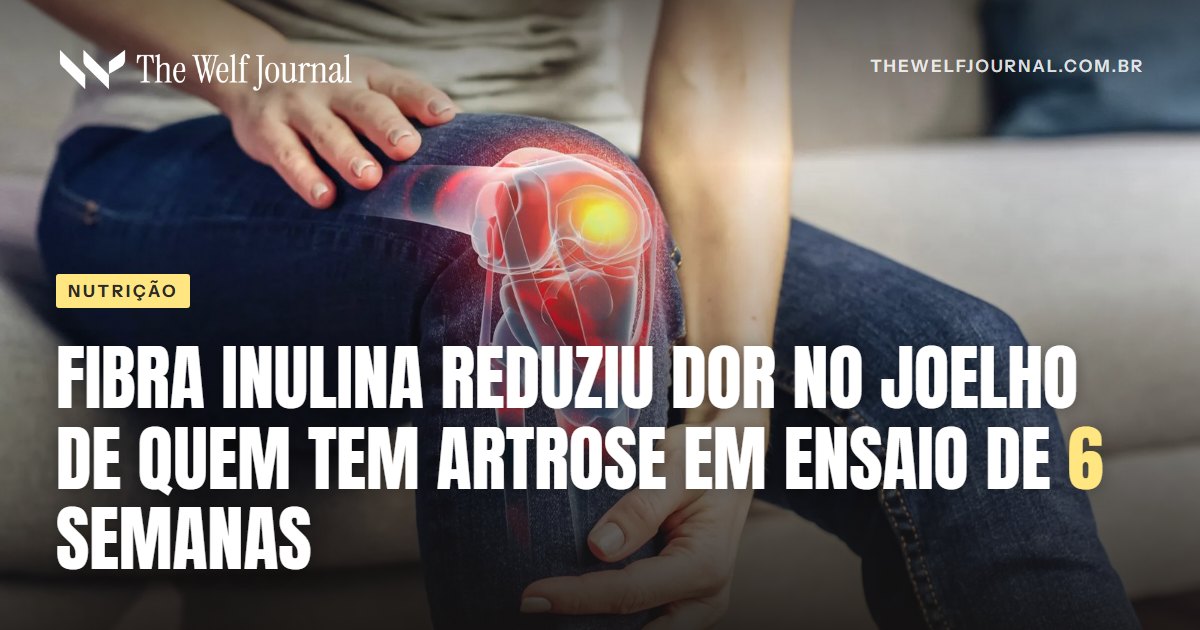 The Welf Journal
THEWELFJOURNAL.COM.BR
NUTRIÇÃO
FIBRA INULINA REDUZIU DOR NO JOELHO
DE QUEM TEM ARTROSE EM ENSAIO DE 6
SEMANAS